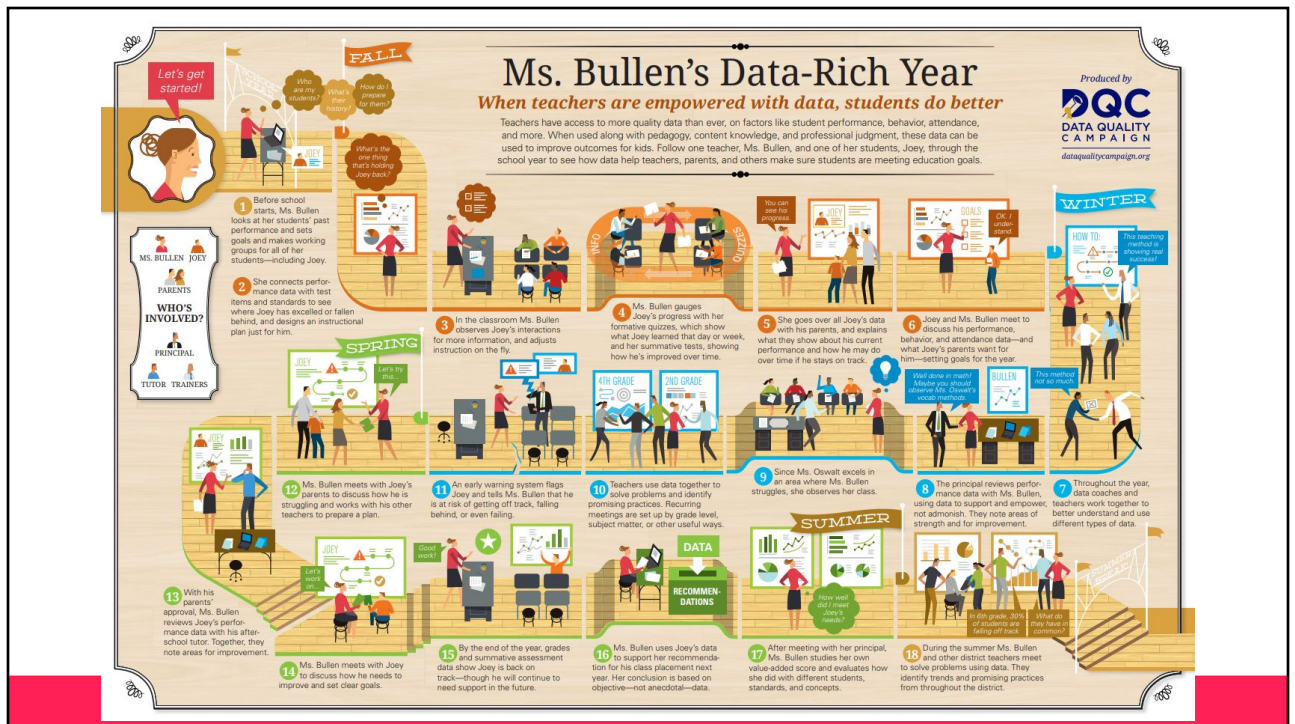 Let's get
started!
Who
are my
students?
What's
their
history?
How do I
prepare
for them?
FALL
JOEY
What's the
one thing
that's holding
Joey back?
Ms. Bullen's Data-Rich Year
When teachers are empowered with data, students do better
Teachers have access to more quality data than ever, on factors like student performance, behavior, attendance,
and more. When used along with pedagogy, content knowledge, and professional judgment, these data can be
used to improve outcomes for kids. Follow one teacher, Ms. Bullen, and one of her students, Joey, through the
school year to see how data help teachers, parents, and others make sure students are meeting education goals.
Produced by
DQC
DATA QUALITY
CAMPAIGN
dataqualitycampaign.org
MS. BULLEN JOEY
PARENTS
WHO'S
INVOLVED?
PRINCIPAL
TUTOR TRAINERS
1 Before school
starts, Ms. Bullen
looks at her students' past
performance and sets
goals and makes working
groups for all of her
students—including Joey.
2 She connects perfor-
mance data with test
items and standards to see
where Joey has excelled or fallen
behind, and designs an instructional
plan just for him.
3 In the classroom Ms. Bullen
observes Joey's interactions
for more information, and adjusts
instruction on the fly.
INFO
QUIZZES
4 Ms. Bullen gauges
Joey's progress with her
formative quizzes, which show
what Joey learned that day or week,
and her summative tests, showing
how he's improved over time.
You can
see his
progress.
JOEY
5 She goes over all Joey's data
with his parents, and explains
what they show about his current
performance and how he may do
over time if he stays on track.
GOALS
OK. I
under-
stand.
6 Joey and Ms. Bullen meet to
discuss his performance,
behavior, and attendance data—and
what Joey's parents want for
him—setting goals for the year.
WINTER
HOW TO:
This teaching
method is
showing real
success!
This method
not so much.
7 Throughout the year,
data coaches and
teachers work together to
better understand and use
different types of data.
Well done in math!
Maybe you should
observe Ms. Oswalt's
vocab methods.
BULLEN
8 The principal reviews perfor-
mance data with Ms. Bullen,
using data to support and empower,
not admonish. They note areas of
strength and for improvement.
9 Since Ms. Oswalt excels in
an area where Ms. Bullen
struggles, she observes her class.
4TH GRADE
2ND GRADE
10 Teachers use data together to
solve problems and identify
promising practices. Recurring
meetings are set up by grade level,
subject matter, or other useful ways.
11 An early warning system flags
Joey and tells Ms. Bullen that he
is at risk of getting off track, falling
behind, or even failing.
SPRING
JOEY
Let's try
this...
12 Ms. Bullen meets with Joey's
parents to discuss how he is
struggling and works with his other
teachers to prepare a plan.
JOEY
13 With his
parents'
approval, Ms. Bullen
reviews Joey's perfor-
mance data with his after-
school tutor. Together, they
note areas for improvement.
JOEY
Let's
work
on...
14 Ms. Bullen meets with Joey
to discuss how he needs to
improve and set clear goals.
Good
work!
15 By the end of the year, grades
and summative assessment
data show Joey is back on
track—though he will continue to
need support in the future.
DATA
RECOMMEN-
DATIONS
16 Ms. Bullen uses Joey's data
to support her recommenda-
tion for his class placement next
year. Her conclusion is based on
objective—not anecdotal—data.
SUMMER
How well
did I meet
Joey's
needs?
17 After meeting with her principal,
Ms. Bullen studies her own
value-added score and evaluates how
she did with different students,
standards, and concepts.
In 6th grade, 30%
of students are
falling off track
What do
they have in
common?
18 During the summer Ms. Bullen
and other district teachers meet
to solve problems using data. They
identify trends and promising practices
from throughout the district.
SUMMER
BREAK